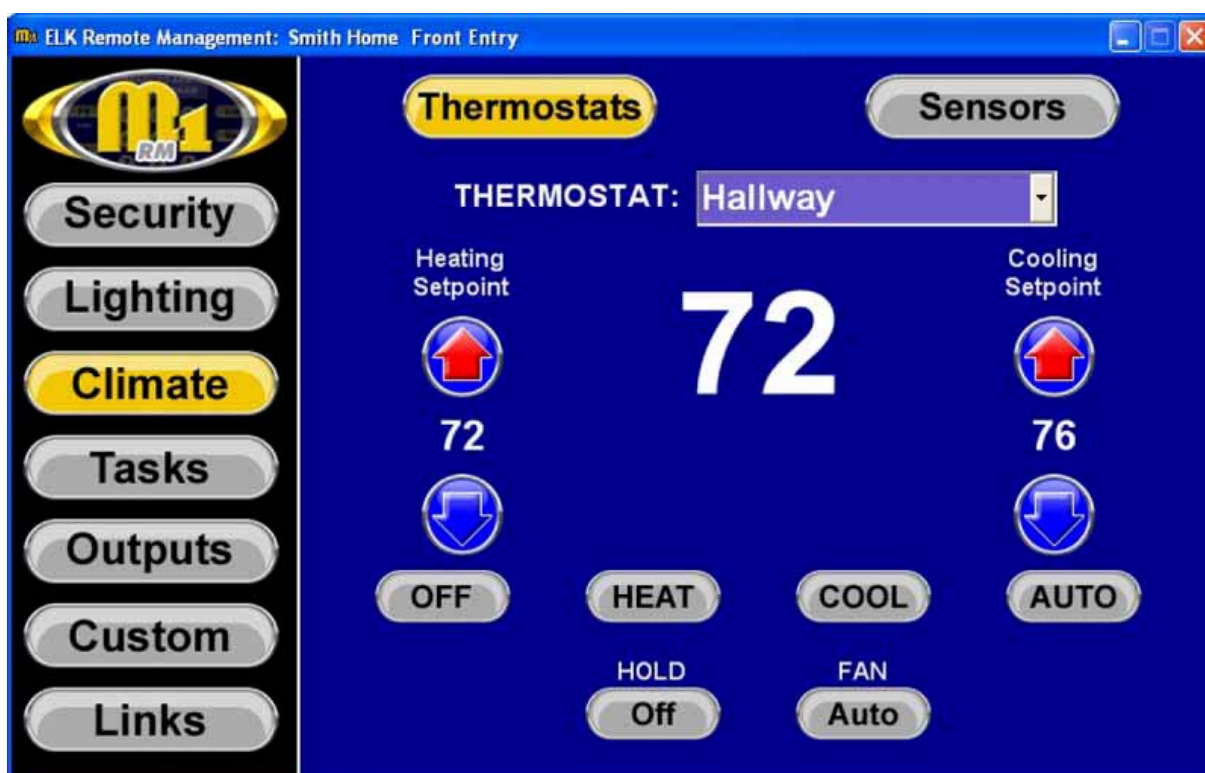 ELK Remote Management: Smith Home Front Entry
M1
RM
Security
Lighting
Climate
Tasks
Outputs
Custom
Links
Thermostats
Sensors
THERMOSTAT: Hallway
Heating
Setpoint
72
72
Cooling
Setpoint
76
OFF
HEAT
COOL
AUTO
HOLD
Off
FAN
Auto